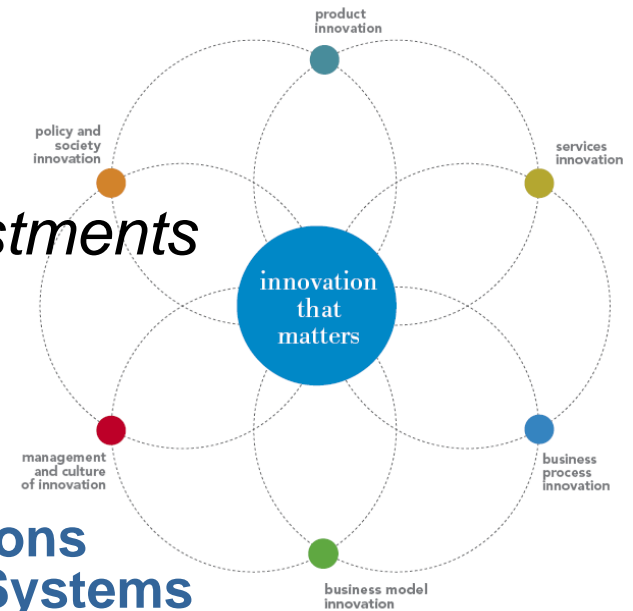 product
innovation
policy and
society
innovation
services
innovation
stments
innovation
that
matters
management
and culture
of innovation
business
process
innovation
ons
Systems
business model
innovation